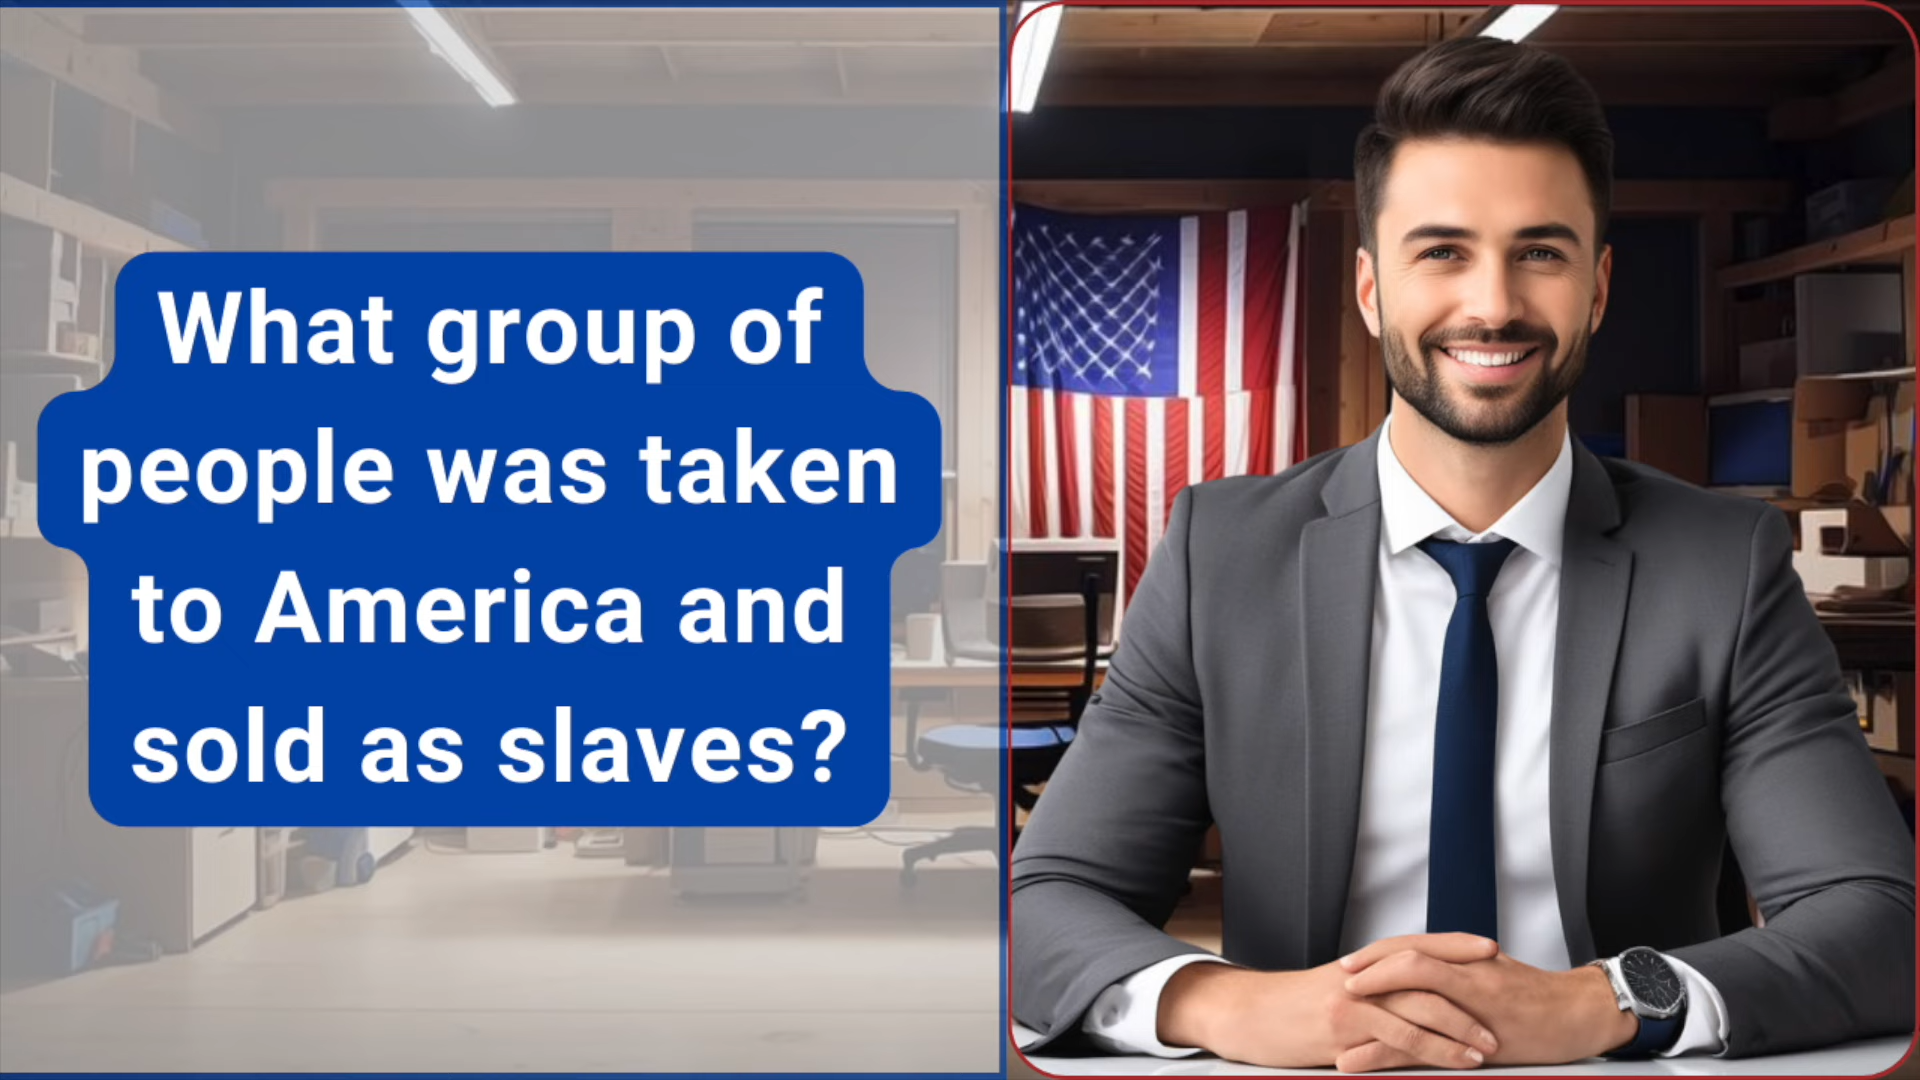 What group of
people was taken
to America and
sold as slaves?